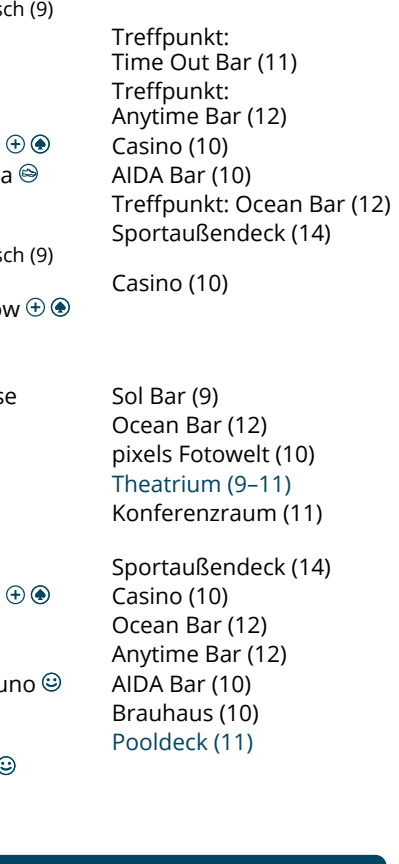 sch (9)
Treffpunkt:
Time Out Bar (11)
Treffpunkt:
Anytime Bar (12)
Casino (10)
a AIDA Bar (10)
Treffpunkt: Ocean Bar (12)
Sportaußendeck (14)
sch (9)
Casino (10)
ow
se Sol Bar (9)
Ocean Bar (12)
pixels Fotowelt (10)
Theatrium (9–11)
Konferenzraum (11)
Sportaußendeck (14)
Casino (10)
Ocean Bar (12)
Anytime Bar (12)
uno AIDA Bar (10)
Brauhaus (10)
Pooldeck (11)